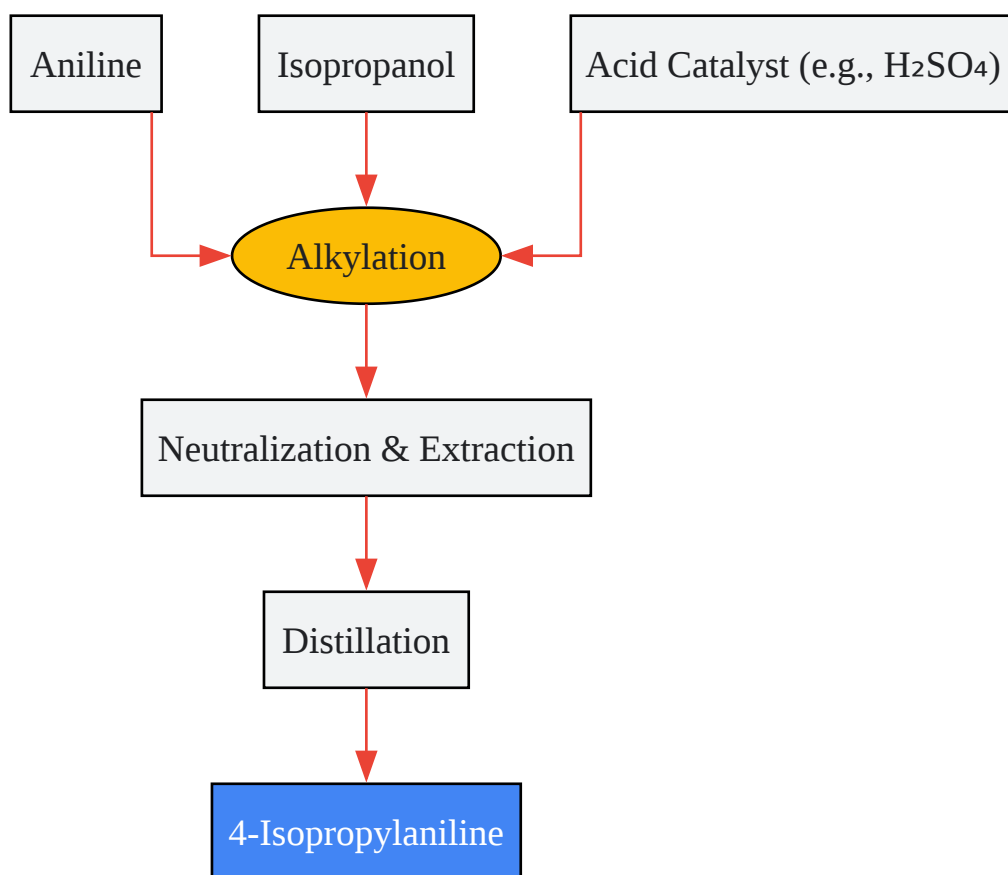 Aniline
Isopropanol
Acid Catalyst (e.g., H₂SO₄)
Alkylation
Neutralization & Extraction
Distillation
4-Isopropylaniline